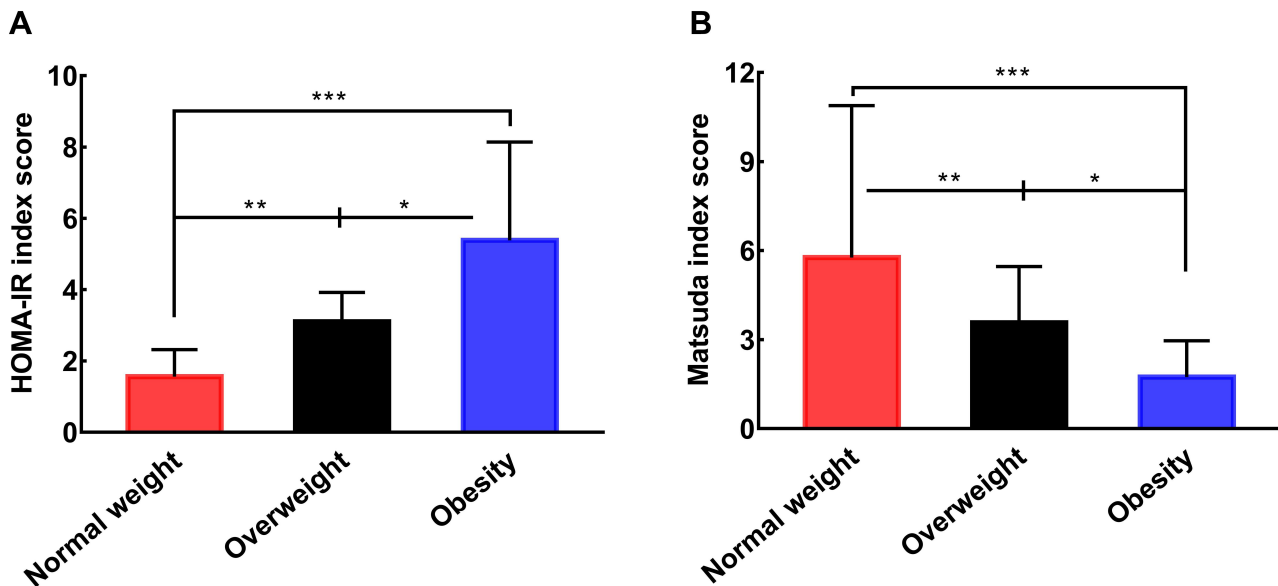 A
HOMA-IR index score
10
8
6
4
2
0
***
**
*
Normal weight
Overweight
Obesity
B
Matsuda index score
12
9
6
3
0
***
**
*
Normal weight
Overweight
Obesity